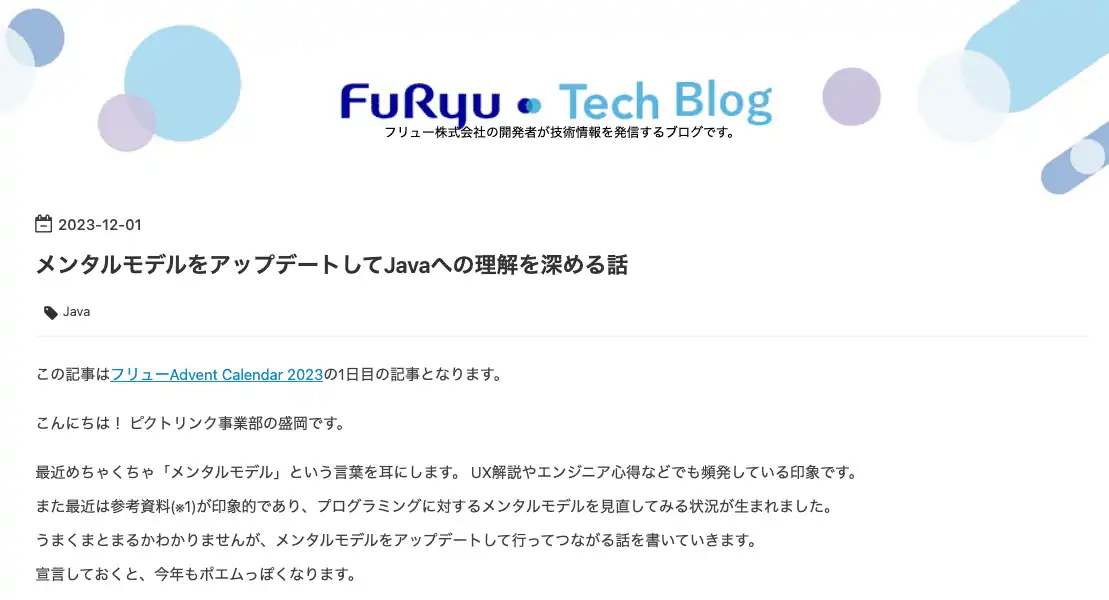 FuRyu Tech Blog
フリュー株式会社の開発者が技術情報を発信するブログです。
2023-12-01
メンタルモデルをアップデートしてJavaへの理解を深める話
Java
この記事はフリューAdvent Calendar 2023の1日目の記事となります。
こんにちは！ ピクトリンク事業部の盛岡です。
最近めちゃくちゃ「メンタルモデル」という言葉を耳にします。 UX解説やエンジニア心得などでも頻発している印象です。
また最近は参考資料(※1)が印象的であり、プログラミングに対するメンタルモデルを見直してみる状況が生まれました。
うまくまとまるかわかりませんが、メンタルモデルをアップデートして行ってつながる話を書いていきます。
宣言しておくと、今年もポエムっぽくなります。